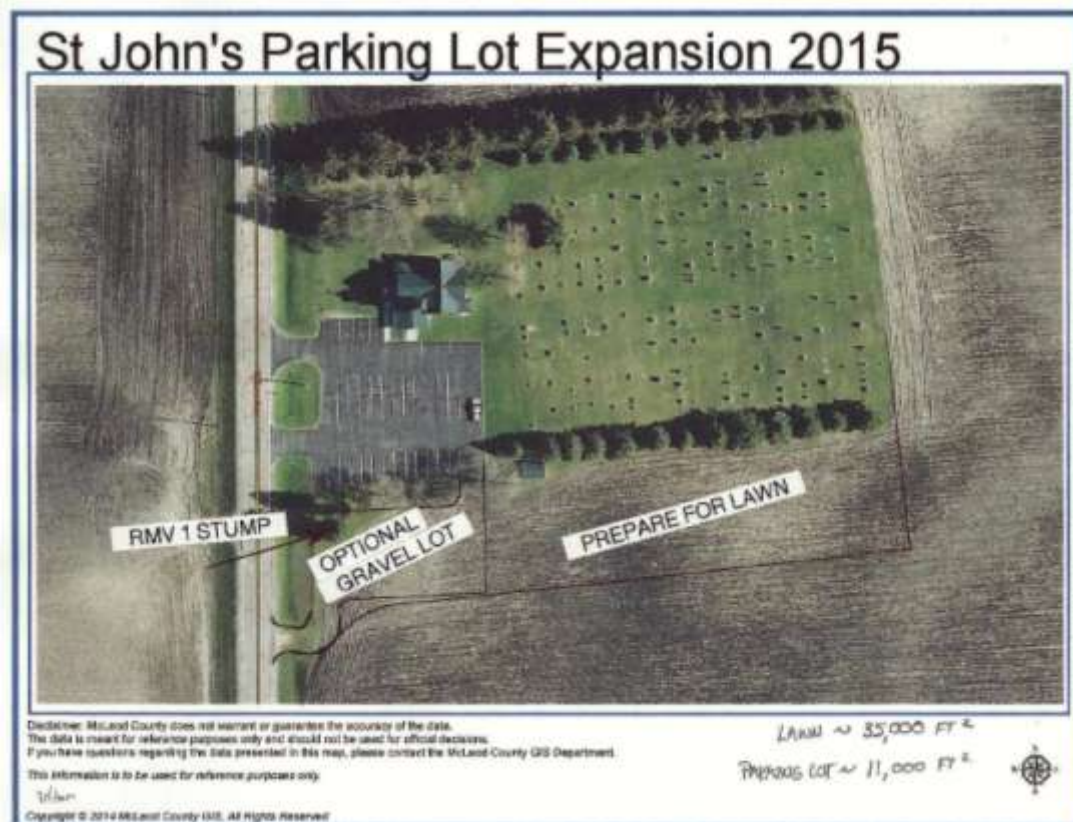 St John's Parking Lot Expansion 2015
RMV 1 STUMP
OPTIONAL
GRAVEL LOT
PREPARE FOR LAWN
Disclaimer: McLeod County does not warrant or guarantee the accuracy of the data.
The data is meant for reference purposes only and should not be used for official decisions.
If you have questions regarding the data presented in this map, please contact the McLeod County GIS Department.
This information is to be used for reference purposes only.
Copyright © 2014 McLeod County GIS, All Rights Reserved
LAWN ~ 35,000 FT²
PARKING LOT ~ 11,000 FT²